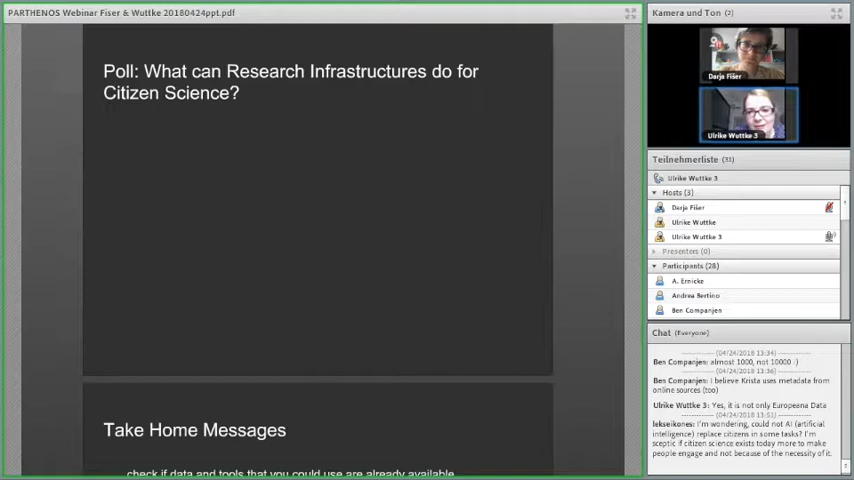 PARTHENOS Webinar Fiser & Wuttke 20180424ppt.pdf
Poll: What can Research Infrastructures do for
Citizen Science?
Take Home Messages
check if data and tools that you could use are already available
Kamera und Ton (2)
Darja Fišer
Ulrike Wuttke 3
Teilnehmerliste (31)
Ulrike Wuttke 3
Hosts (3)
Darja Fišer
Ulrike Wuttke
Ulrike Wuttke 3
Presenters (0)
Participants (28)
A. Ernicke
Andrea Bertino
Ben Companjen
Chat (Everyone)
(04/24/2018 13:34)
Ben Companjen: almost 1000, not 10000 :)
(04/24/2018 13:36)
Ben Companjen: I believe Krista uses metadata from
online sources (too)
Ulrike Wuttke 3: Yes, it is not only Europeana Data
(04/24/2018 13:51)
lekseikones: I'm wondering, could not AI (artificial
intelligence) replace citizens in some tasks? I'm
sceptic if citizen science exists today more to make
people engage and not because of the necessity of it.